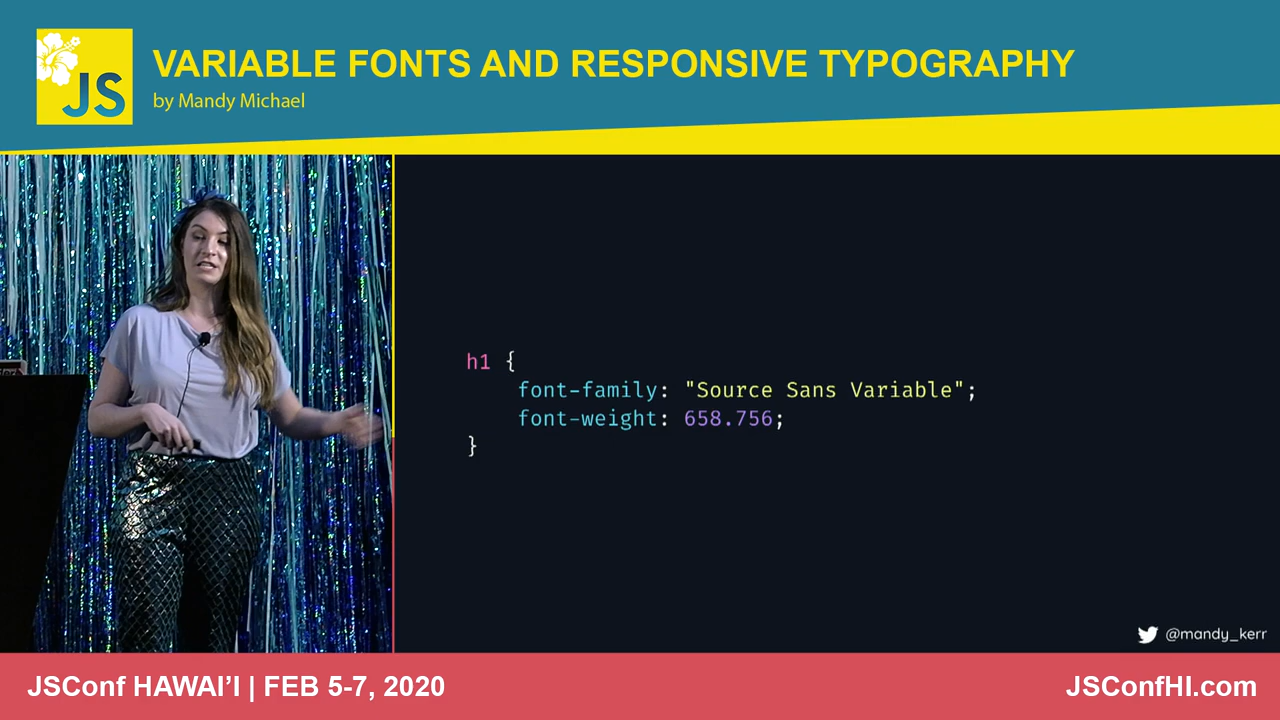 JS
VARIABLE FONTS AND RESPONSIVE TYPOGRAPHY
by Mandy Michael
h1 {
font-family: "Source Sans Variable";
font-weight: 658.756;
}
@mandy_kerr
JSConf HAWAI’I | FEB 5-7, 2020
JSConfHI.com